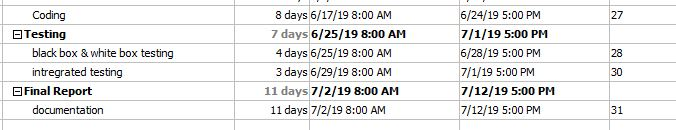 Coding 8 days 6/17/19 8:00 AM 6/24/19 5:00 PM 27
Testing 7 days 6/25/19 8:00 AM 7/1/19 5:00 PM
black box & white box testing 4 days 6/25/19 8:00 AM 6/28/19 5:00 PM 28
intregrated testing 3 days 6/29/19 8:00 AM 7/1/19 5:00 PM 30
Final Report 11 days 7/2/19 8:00 AM 7/12/19 5:00 PM
documentation 11 days 7/2/19 8:00 AM 7/12/19 5:00 PM 31